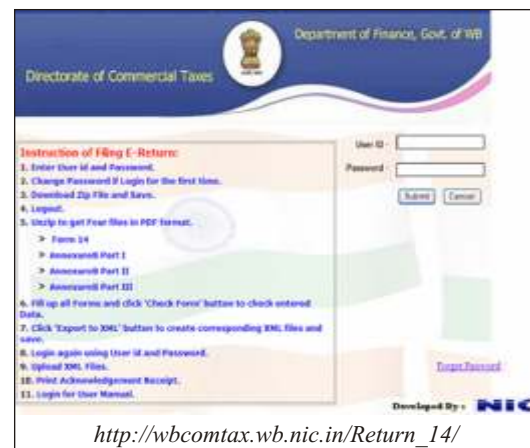 Department of Finance, Govt. of WB
Directorate of Commercial Taxes
User ID :
Password :
Submit Cancel
Instruction of Filing E-Return:
1. Enter User id and Password.
2. Change Password if Login for the first time.
3. Download Zip File and Save.
4. Logout.
5. Unzip to get Four files in PDF format.
> Form 14
> AnnexureB Part I
> AnnexureB Part II
> AnnexureB Part III
6. Fill up all Forms and click 'Check Form' button to check entered
Data.
7. Click 'Export to XML' button to create corresponding XML files and
save.
8. Login again using User id and Password.
9. Upload XML Files.
10. Print Acknowledgement Receipt.
11. Login for User Manual.
Forgot Password
Developed By : NIC
http://wbcomtax.wb.nic.in/Return_14/